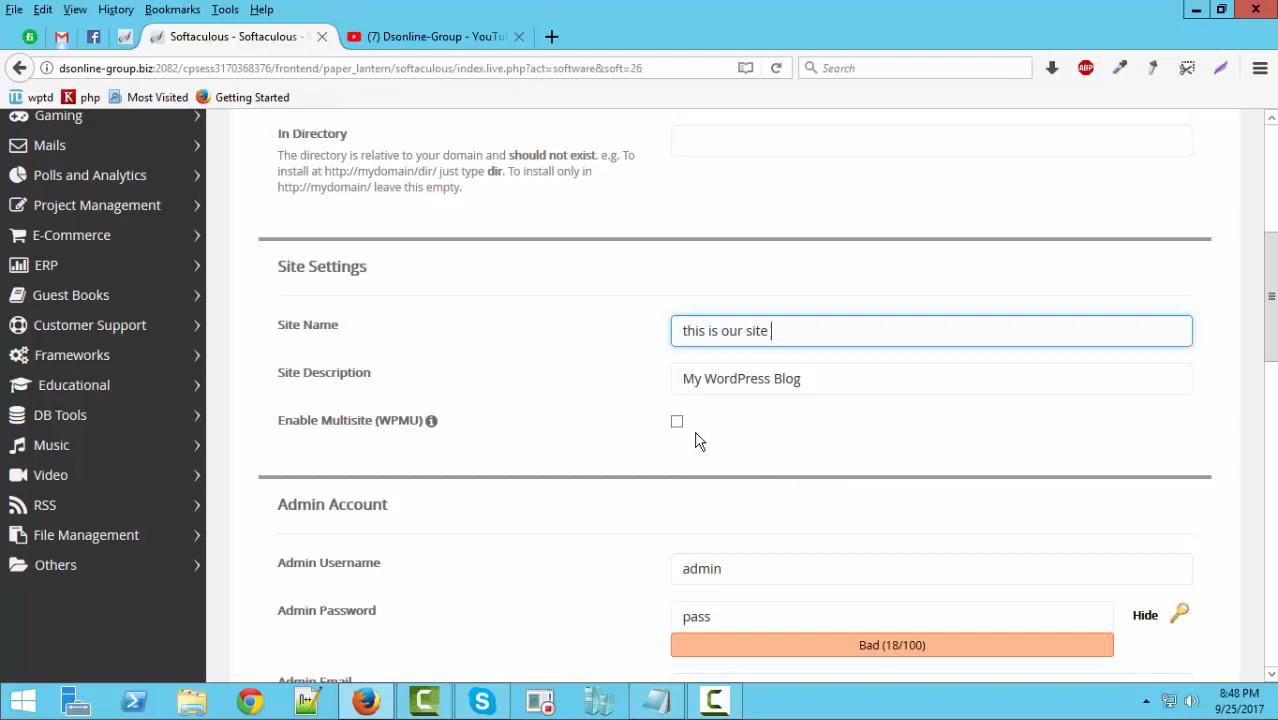 File Edit View History Bookmarks Tools Help
Softaculous - Softaculous -
(7) Dsonline-Group - YouTu
dsonline-group.biz:2082/cpsess3170368376/frontend/paper_lantern/softaculous/index.live.php?act=software&soft=26
Search
ABP
wptd php Most Visited Getting Started
Gaming
Mails
Polls and Analytics
Project Management
E-Commerce
ERP
Guest Books
Customer Support
Frameworks
Educational
DB Tools
Music
Video
RSS
File Management
Others
In Directory
The directory is relative to your domain and should not exist. e.g. To
install at http://mydomain/dir/ just type dir. To install only in
http://mydomain/ leave this empty.
Site Settings
Site Name
this is our site
Site Description
My WordPress Blog
Enable Multisite (WPMU)
Admin Account
Admin Username
admin
Admin Password
pass
Hide
Bad (18/100)
Admin Email
8:48 PM
9/25/2017